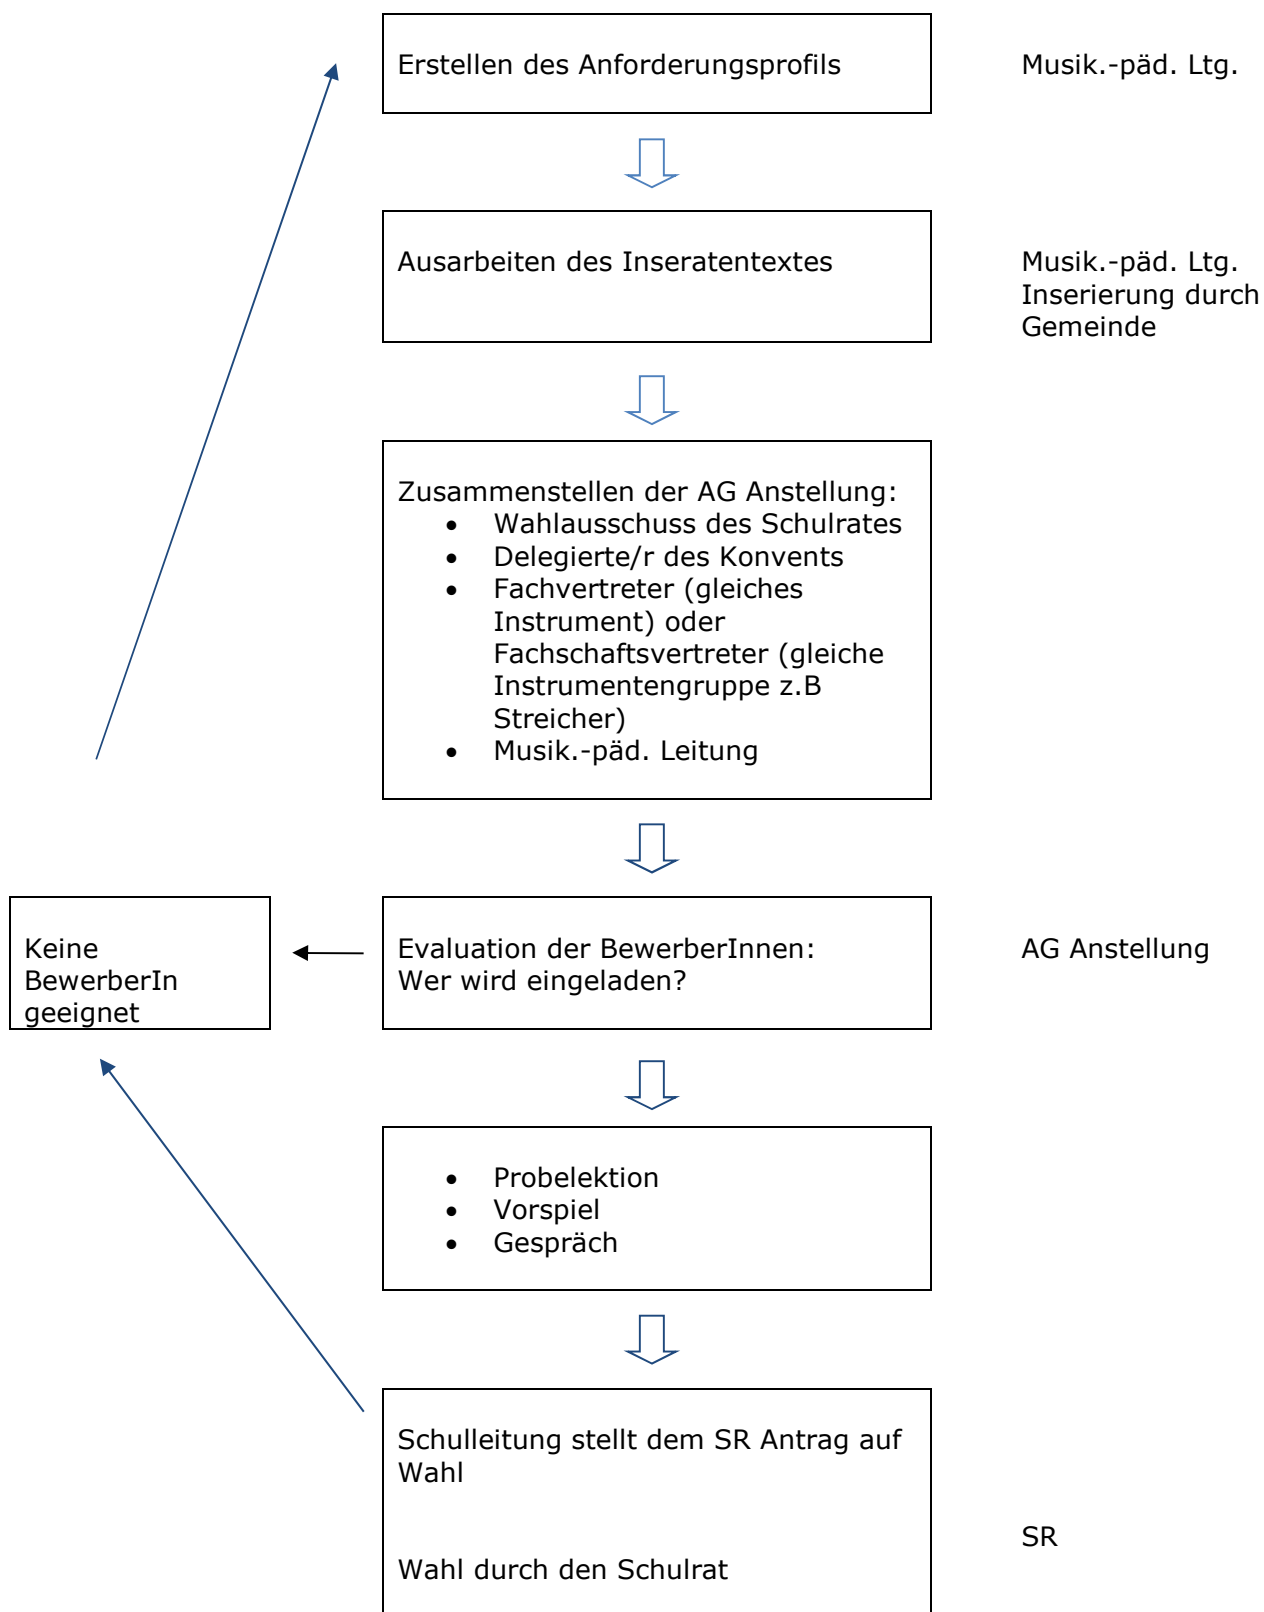 Erstellen des Anforderungsprofils
Musik.-päd. Ltg.
Ausarbeiten des Inseratentextes
Musik.-päd. Ltg.
Inserierung durch
Gemeinde
Zusammenstellen der AG Anstellung:
• Wahlausschuss des Schulrates
• Delegierte/r des Konvents
• Fachvertreter (gleiches
Instrument) oder
Fachschaftsvertreter (gleiche
Instrumentengruppe z.B
Streicher)
• Musik.-päd. Leitung
Keine
BewerberIn
geeignet
Evaluation der BewerberInnen:
Wer wird eingeladen?
AG Anstellung
• Probelektion
• Vorspiel
• Gespräch
Schulleitung stellt dem SR Antrag auf
Wahl
SR
Wahl durch den Schulrat